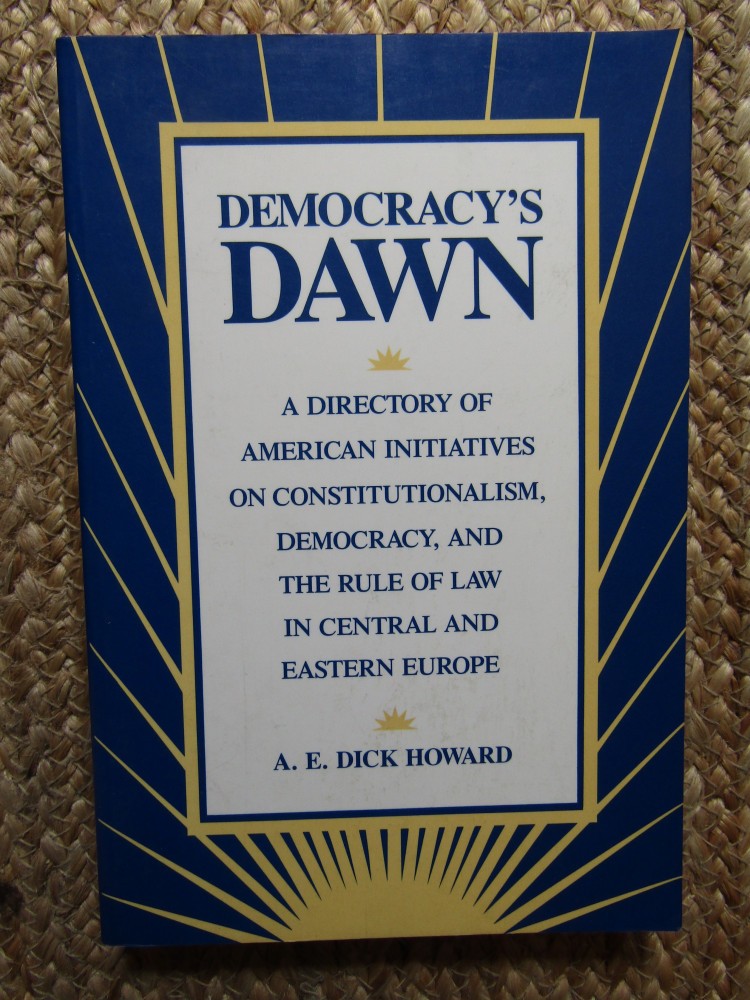 DEMOCRACY'S
DAWN
A DIRECTORY OF
AMERICAN INITIATIVES
ON CONSTITUTIONALISM,
DEMOCRACY, AND
THE RULE OF LAW
IN CENTRAL AND
EASTERN EUROPE
A. E. DICK HOWARD